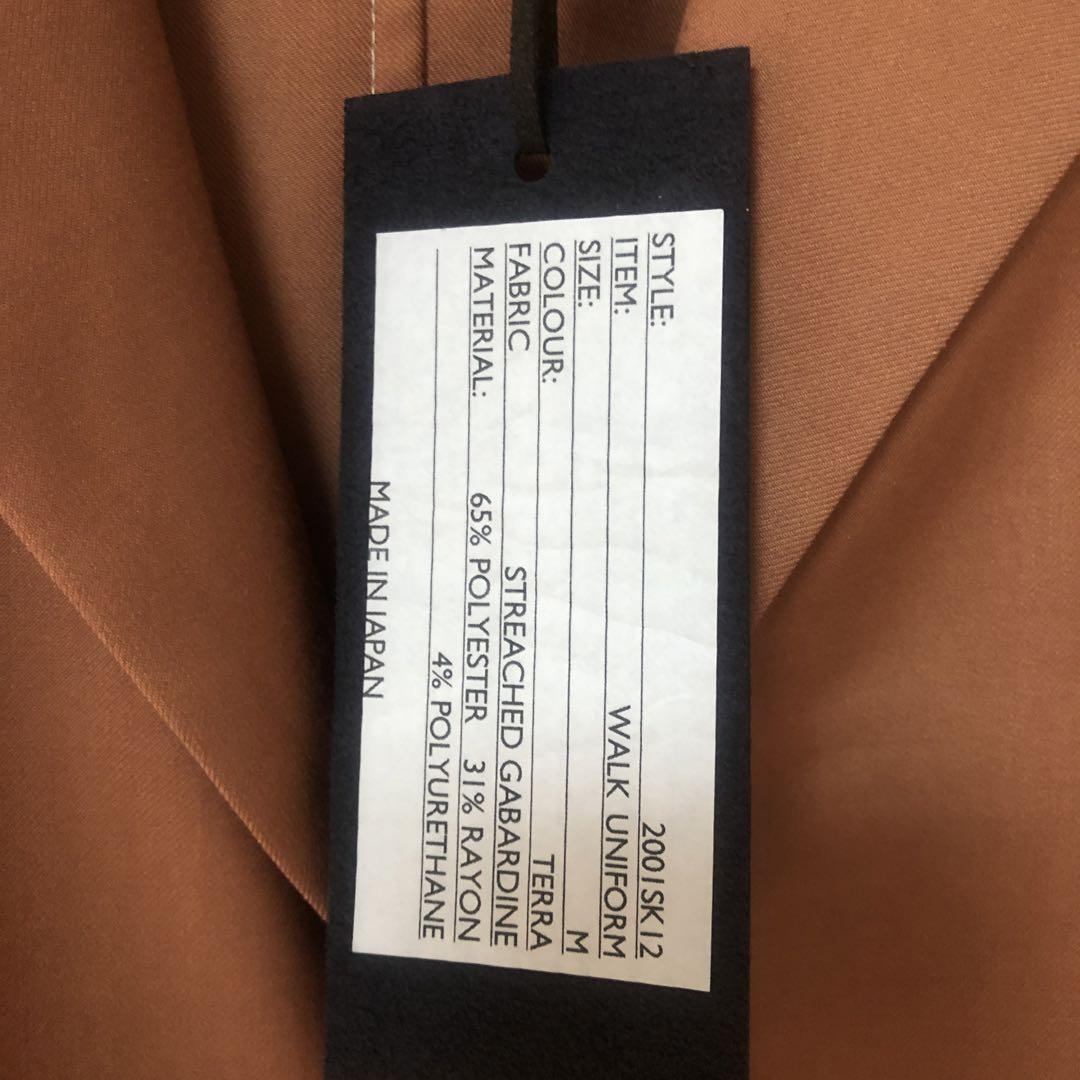 STYLE: 2001SK12
ITEM: WALK UNIFORM
SIZE: M
COLOUR: TERRA
FABRIC STREACHED GABARDINE
MATERIAL: 65% POLYESTER 31% RAYON
4% POLYURETHANE
MADE IN JAPAN